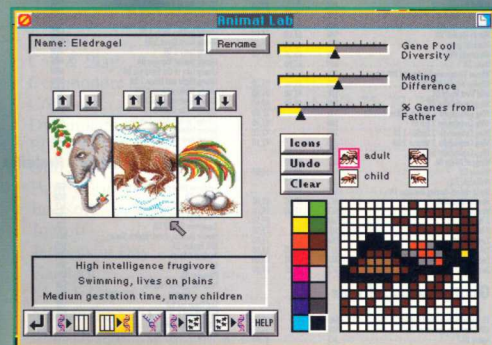 Animal Lab
Name: Eledragel
Rename
Gene Pool
Diversity
Mating
Difference
% Genes from
Father
Icons
Undo
Clear
adult
child
High intelligence frugivore
Swimming, lives on plains
Medium gestation time, many children
HELP